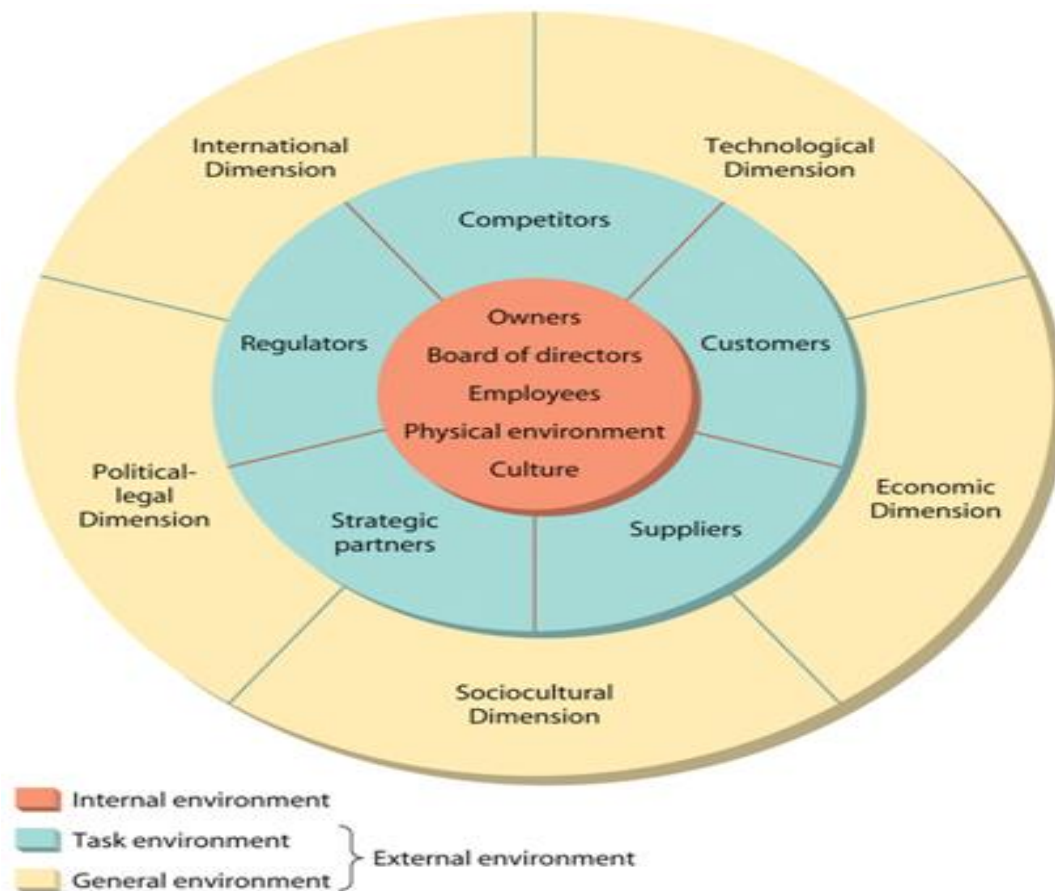 International
Dimension
Technological
Dimension
Competitors
Regulators
Customers
Owners
Board of directors
Employees
Physical environment
Culture
Political-
legal
Dimension
Economic
Dimension
Strategic
partners
Suppliers
Sociocultural
Dimension
Internal environment
Task environment
External environment
General environment